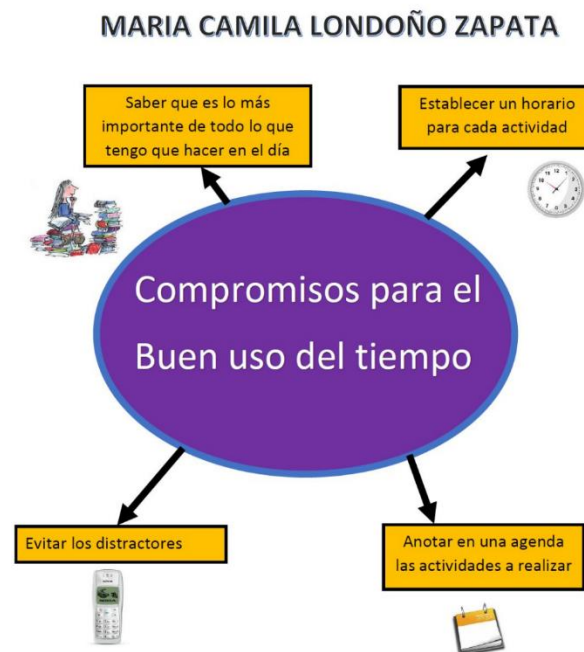 MARIA CAMILA LONDOÑO ZAPATA
Saber que es lo más
importante de todo lo que
tengo que hacer en el día
Establecer un horario
para cada actividad
Compromisos para el
Buen uso del tiempo
Evitar los distractores
Anotar en una agenda
las actividades a realizar